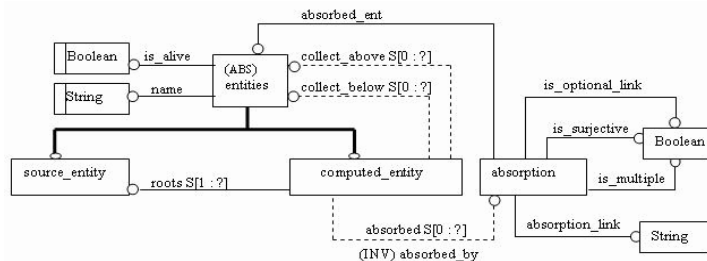 absorbed_ent
Boolean
is_alive
(ABS)
entities
collect_above S[0 : ?]
String
name
collect_below S[0 : ?]
is_optional_link
is_surjective
Boolean
source_entity
roots S[1 : ?]
computed_entity
absorption
is_multiple
absorbed S[0 : ?]
(INV) absorbed_by
absorption_link
String